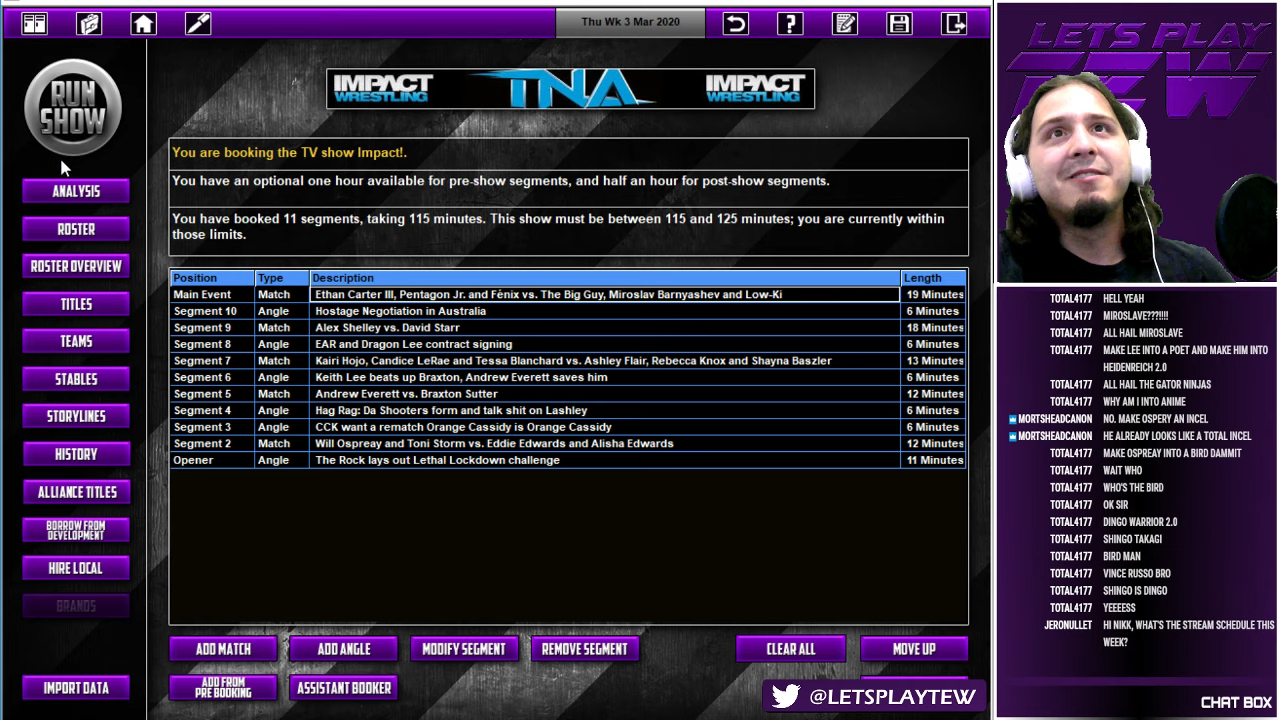 Thu Wk 3 Mar 2020
LETS PLAY
TEW
RUN
SHOW
IMPACT
WRESTLING
TNA
IMPACT
WRESTLING
You are booking the TV show Impact!.
You have an optional one hour available for pre-show segments, and half an hour for post-show segments.
You have booked 11 segments, taking 115 minutes. This show must be between 115 and 125 minutes; you are currently within
those limits.
ANALYSIS
ROSTER
ROSTER OVERVIEW
TITLES
TEAMS
STABLES
STORYLINES
HISTORY
ALLIANCE TITLES
BORROW FROM
DEVELOPMENT
HIRE LOCAL
BRANDS
IMPORT DATA
Position Type Description Length
Main Event Match Ethan Carter III, Pentagon Jr. and Fénix vs. The Big Guy, Miroslav Barnyashev and Low-Ki 19 Minutes
Segment 10 Angle Hostage Negotiation in Australia 6 Minutes
Segment 9 Match Alex Shelley vs. David Starr 18 Minutes
Segment 8 Angle EAR and Dragon Lee contract signing 6 Minutes
Segment 7 Match Kairi Hojo, Candice LeRae and Tessa Blanchard vs. Ashley Flair, Rebecca Knox and Shayna Baszler 13 Minutes
Segment 6 Angle Keith Lee beats up Braxton, Andrew Everett saves him 6 Minutes
Segment 5 Match Andrew Everett vs. Braxton Sutter 12 Minutes
Segment 4 Angle Hag Rag: Da Shooters form and talk shit on Lashley 6 Minutes
Segment 3 Angle CCK want a rematch Orange Cassidy is Orange Cassidy 6 Minutes
Segment 2 Match Will Ospreay and Toni Storm vs. Eddie Edwards and Alisha Edwards 12 Minutes
Opener Angle The Rock lays out Lethal Lockdown challenge 11 Minutes
ADD MATCH
ADD ANGLE
MODIFY SEGMENT
REMOVE SEGMENT
CLEAR ALL
MOVE UP
ADD FROM
PRE BOOKING
ASSISTANT BOOKER
@LETSPLAYTEW
TOTAL4177 HELL YEAH
TOTAL4177 MIROSLAVE???!!!!
TOTAL4177 ALL HAIL MIROSLAVE
TOTAL4177 MAKE LEE INTO A POET AND MAKE HIM INTO
HEIDENREICH 2.0
TOTAL4177 ALL HAIL THE GATOR NINJAS
TOTAL4177 WHY AM I INTO ANIME
MORTSHEADCANON NO. MAKE OSPERY AN INCEL
MORTSHEADCANON HE ALREADY LOOKS LIKE A TOTAL INCEL
TOTAL4177 MAKE OSPREAY INTO A BIRD DAMMIT
TOTAL4177 WAIT WHO
TOTAL4177 WHO'S THE BIRD
TOTAL4177 OK SIR
TOTAL4177 DINGO WARRIOR 2.0
TOTAL4177 SHINGO TAKAGI
TOTAL4177 BIRD MAN
TOTAL4177 VINCE RUSSO BRO
TOTAL4177 SHINGO IS DINGO
TOTAL4177 YEEEESS
JERONULLET HI NIKK, WHAT'S THE STREAM SCHEDULE THIS
WEEK?
CHAT BOX